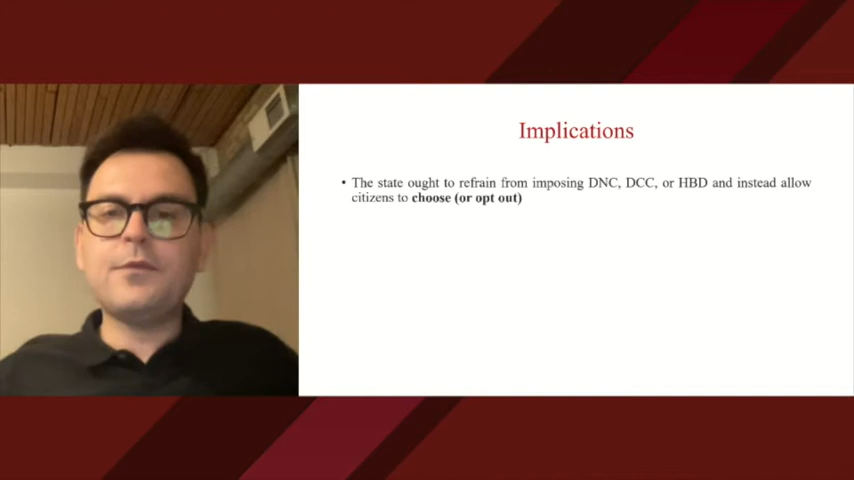 Implications
• The state ought to refrain from imposing DNC, DCC, or HBD and instead allow
citizens to choose (or opt out)